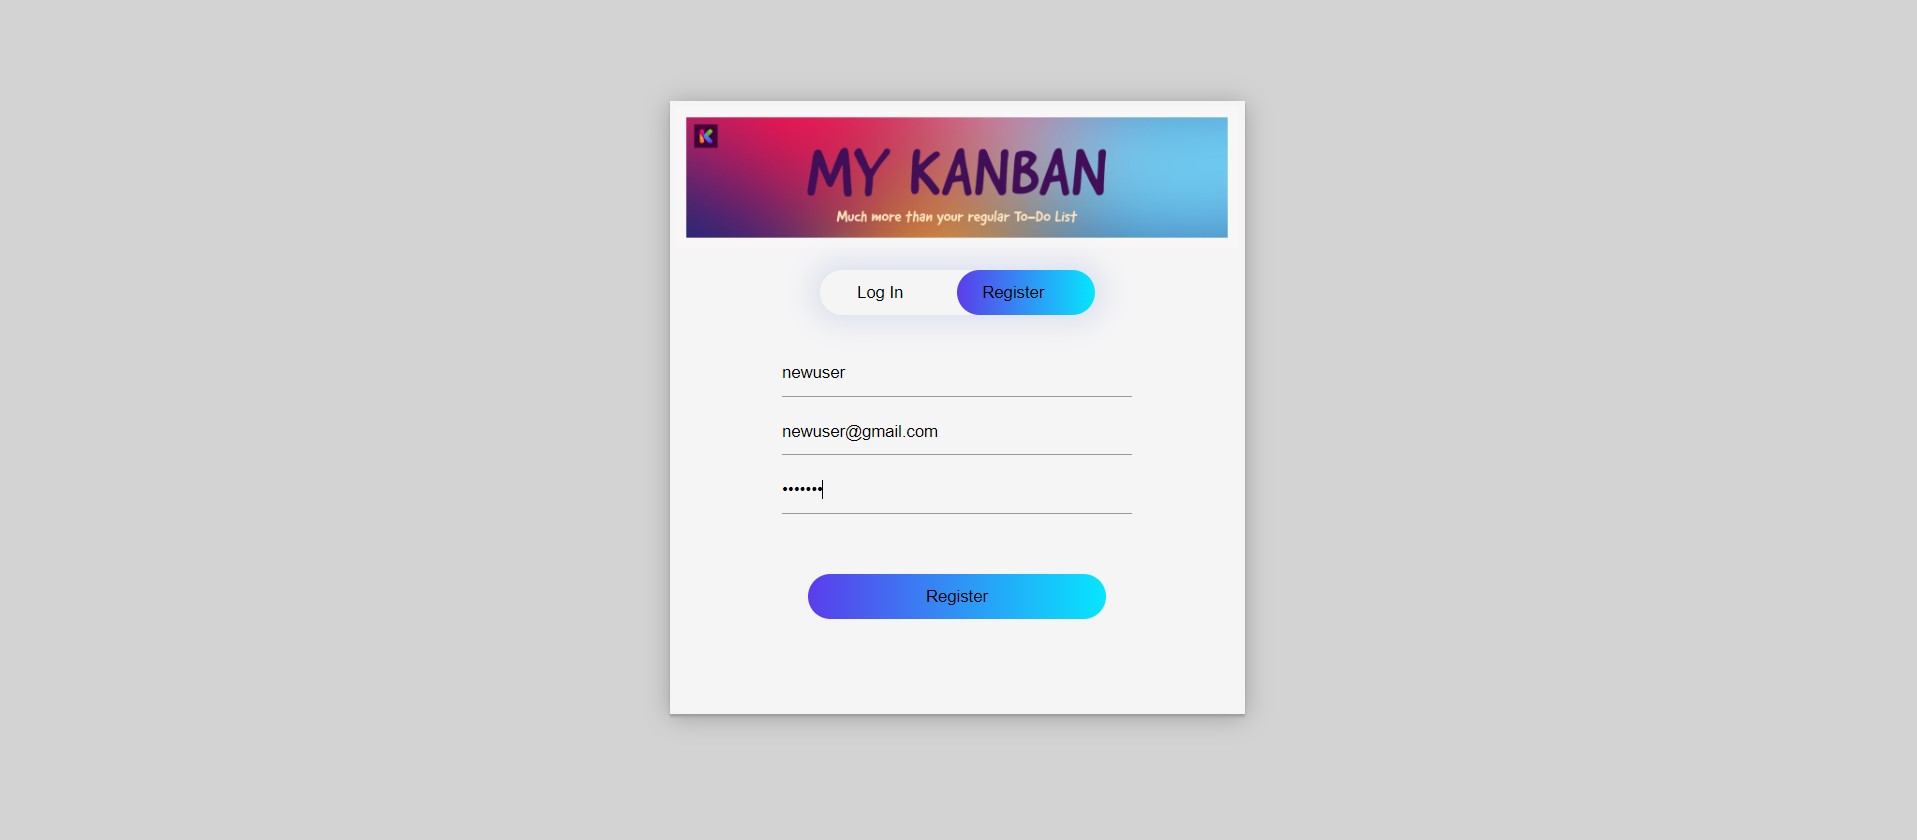 MY KANBAN
Much more than your regular To-Do List
Log In
Register
newuser
newuser@gmail.com
•••••••
Register